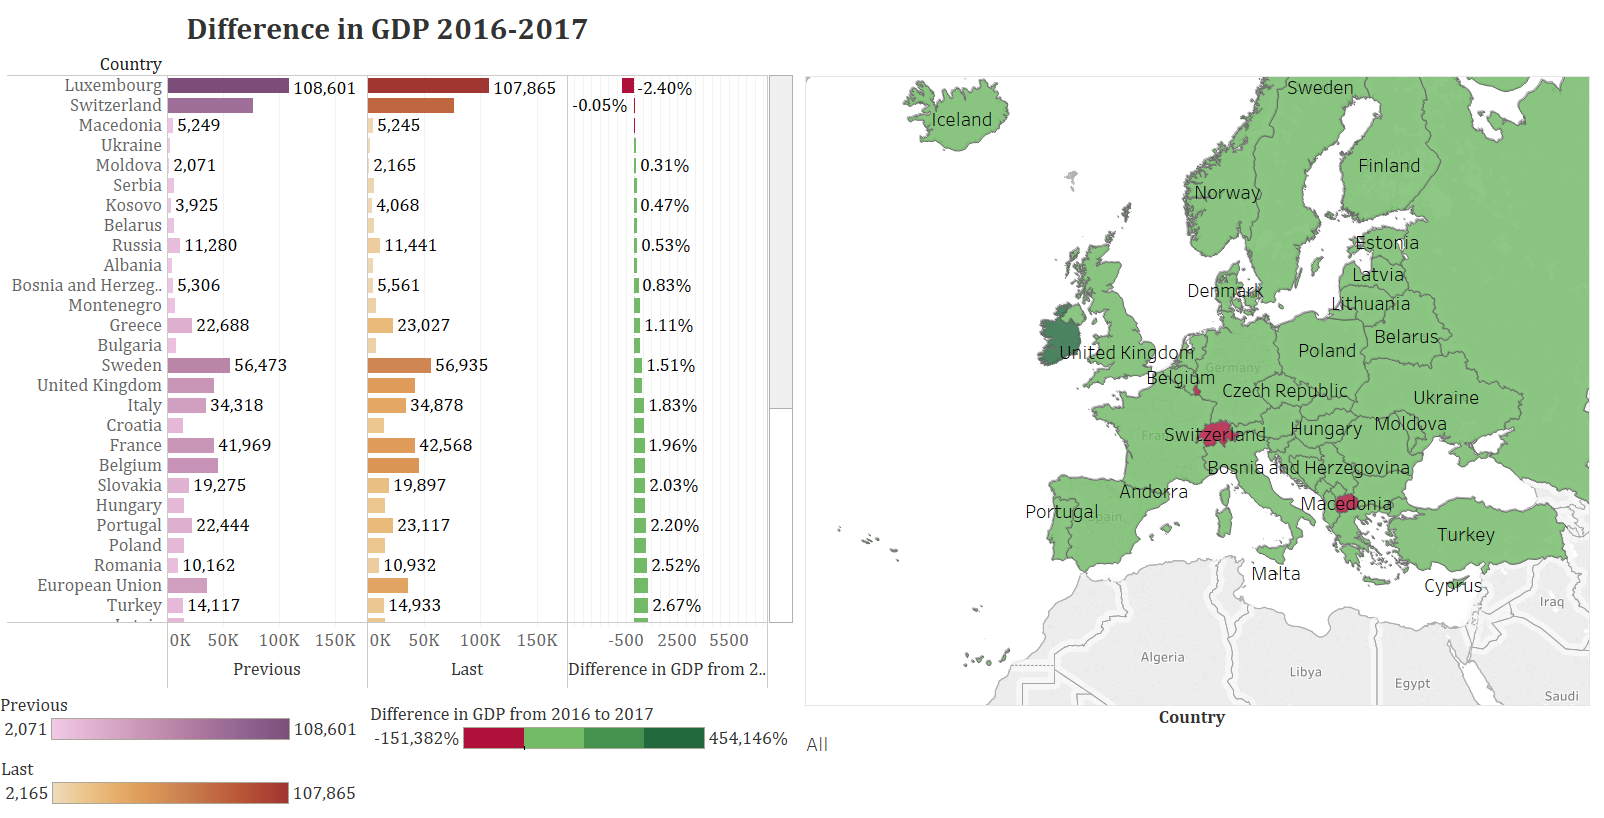 Difference in GDP 2016-2017
Country
Luxembourg 108,601 107,865 -2.40%
Switzerland -0.05%
Macedonia 5,249 5,245
Ukraine
Moldova 2,071 2,165 0.31%
Serbia
Kosovo 3,925 4,068 0.47%
Belarus
Russia 11,280 11,441 0.53%
Albania
Bosnia and Herzeg.. 5,306 5,561 0.83%
Montenegro
Greece 22,688 23,027 1.11%
Bulgaria
Sweden 56,473 56,935 1.51%
United Kingdom
Italy 34,318 34,878 1.83%
Croatia
France 41,969 42,568 1.96%
Belgium
Slovakia 19,275 19,897 2.03%
Hungary
Portugal 22,444 23,117 2.20%
Poland
Romania 10,162 10,932 2.52%
European Union
Turkey 14,117 14,933 2.67%
0K 50K 100K 150K 0K 50K 100K 150K -500 2500 5500
Previous Last Difference in GDP from 2..
Previous
2,071 108,601
Last
2,165 107,865
Difference in GDP from 2016 to 2017
-151,382% 454,146%
Sweden
Iceland
Finland
Norway
Estonia
Latvia
Denmark
Lithuania
Belarus
United Kingdom
Poland
Germany
Belgium
Czech Republic
Ukraine
Moldova
Hungary
Switzerland
Bosnia and Herzegovina
Andorra
Macedonia
Portugal
Spain
Turkey
Malta
Cyprus
Iraq
Algeria
Libya
Egypt
Saudi
Country
All